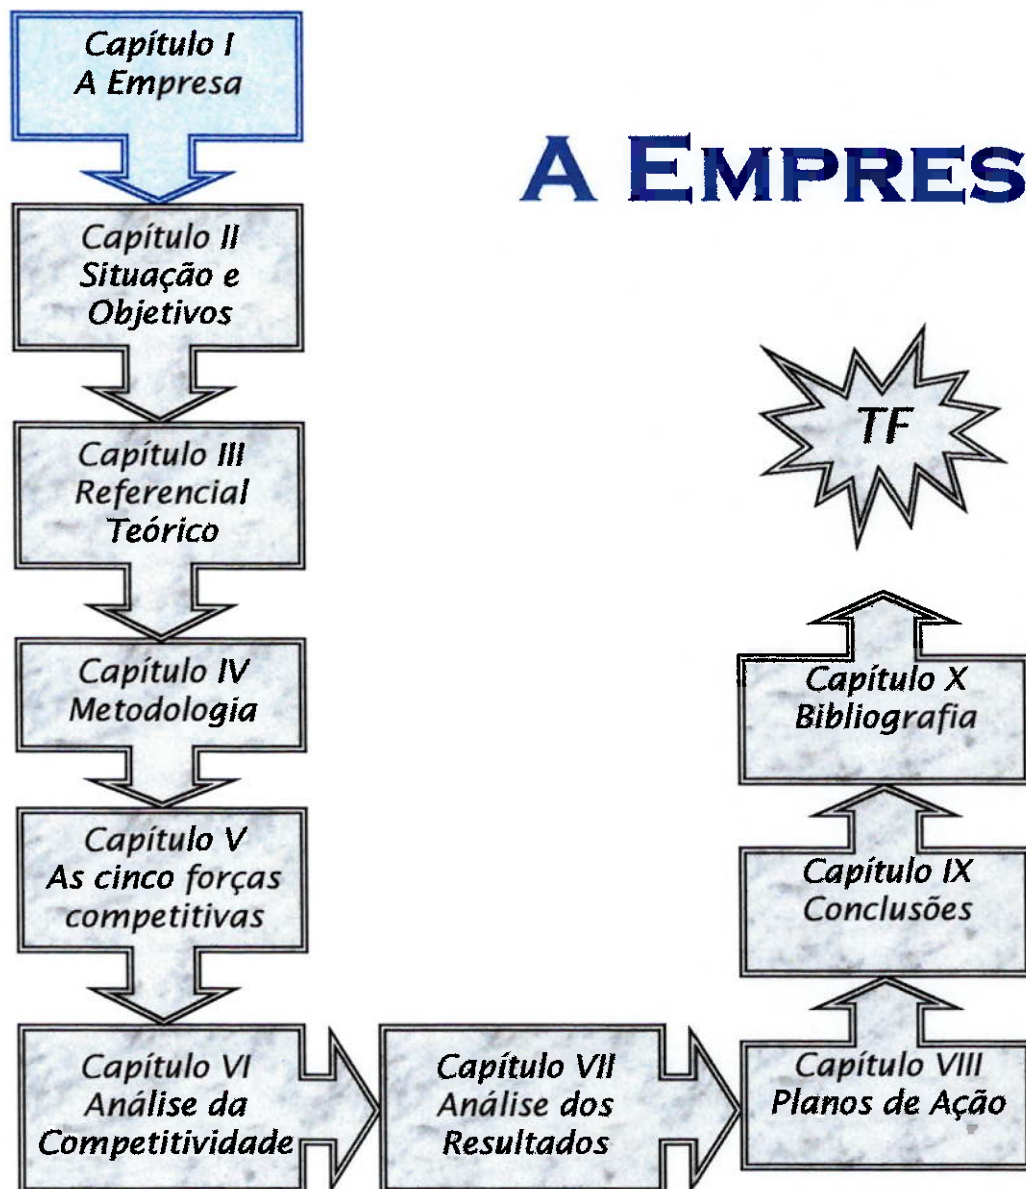 Capítulo I
A Empresa
A EMPRES
Capítulo II
Situação e
Objetivos
TF
Capítulo III
Referencial
Teórico
Capítulo IV
Metodologia
Capítulo X
Bibliografia
Capítulo V
As cinco forças
competitivas
Capítulo IX
Conclusões
Capítulo VI
Análise da
Competitividade
Capítulo VII
Análise dos
Resultados
Capítulo VIII
Planos de Ação